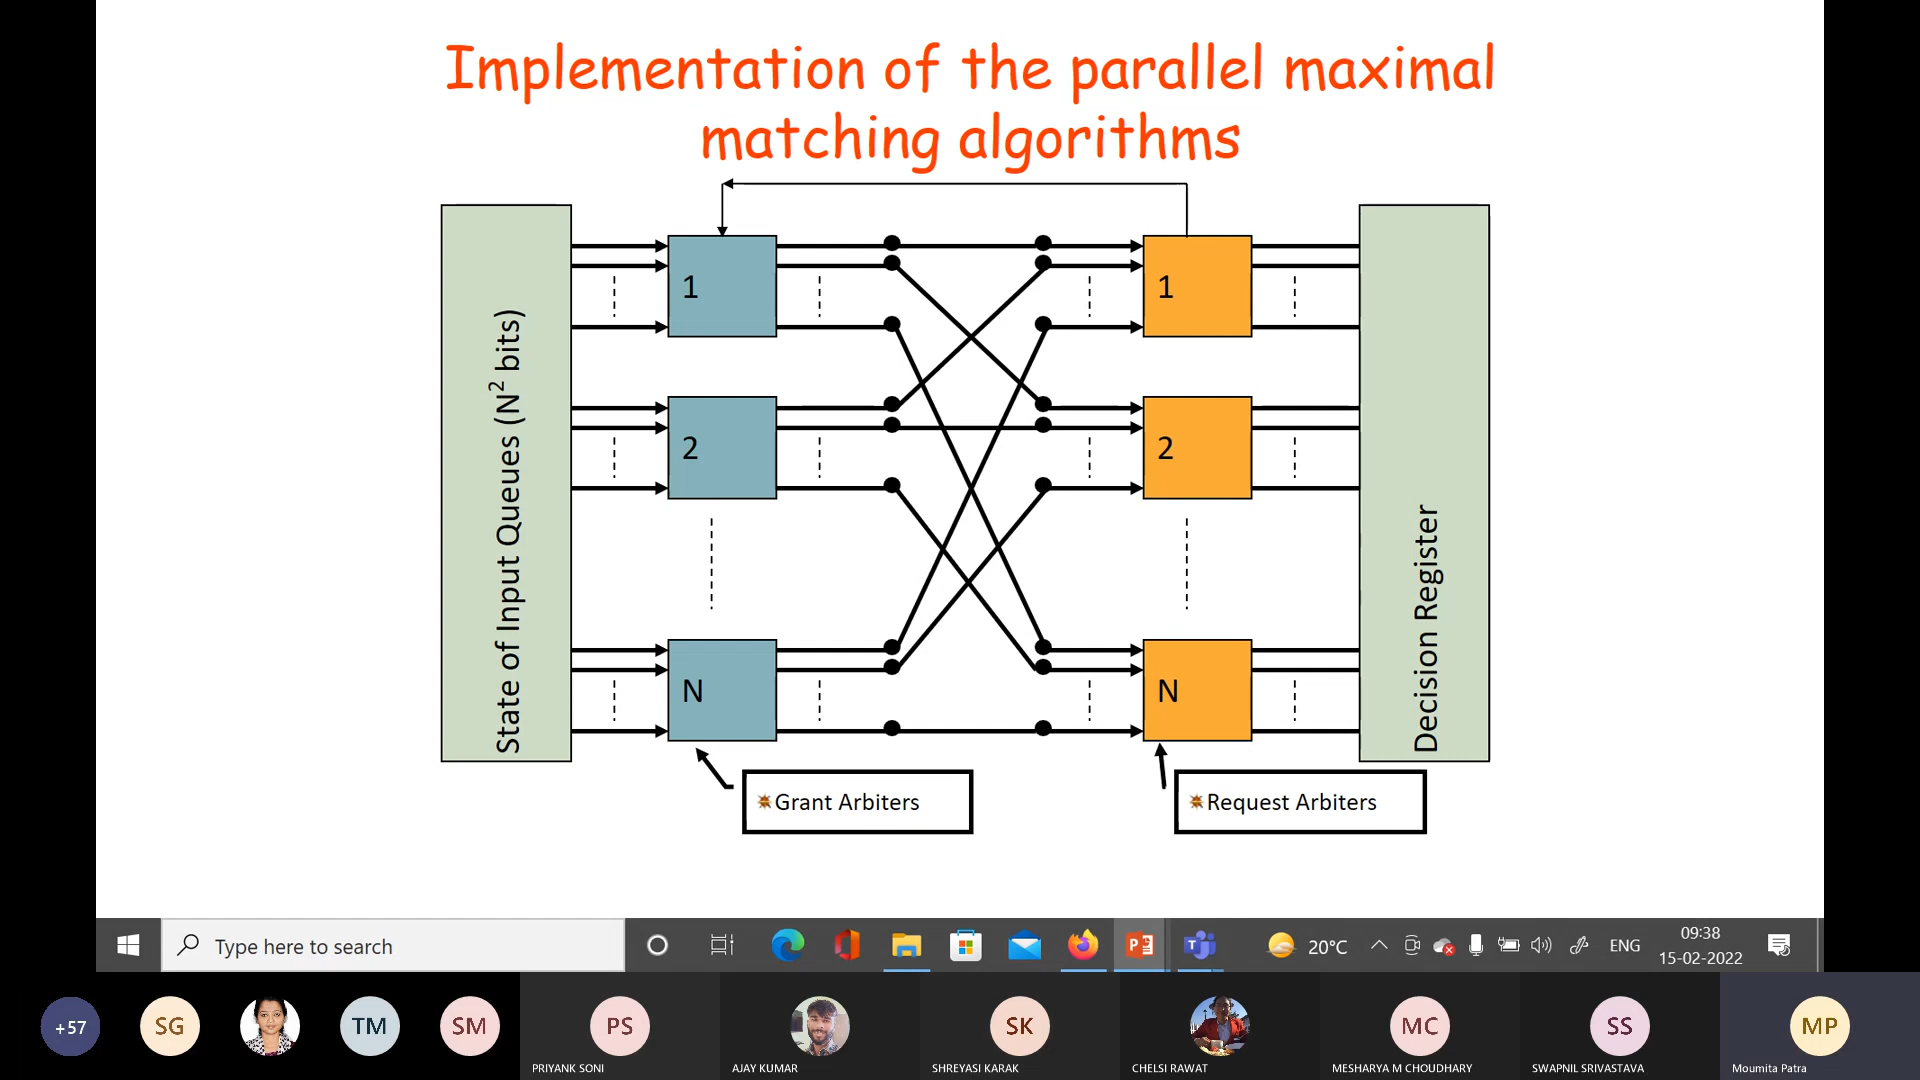 Implementation of the parallel maximal
matching algorithms
State of Input Queues (N² bits)
1
1
2
2
N
N
Decision Register
Grant Arbiters
Request Arbiters
Type here to search
20°C
ENG
09:38
15-02-2022
+57
SG
TM
SM
PS
SK
MC
SS
MP
PRIYANK SONI
AJAY KUMAR
SHREYASI KARAK
CHELSI RAWAT
MESHARYA M CHOUDHARY
SWAPNIL SRIVASTAVA
Moumita Patra